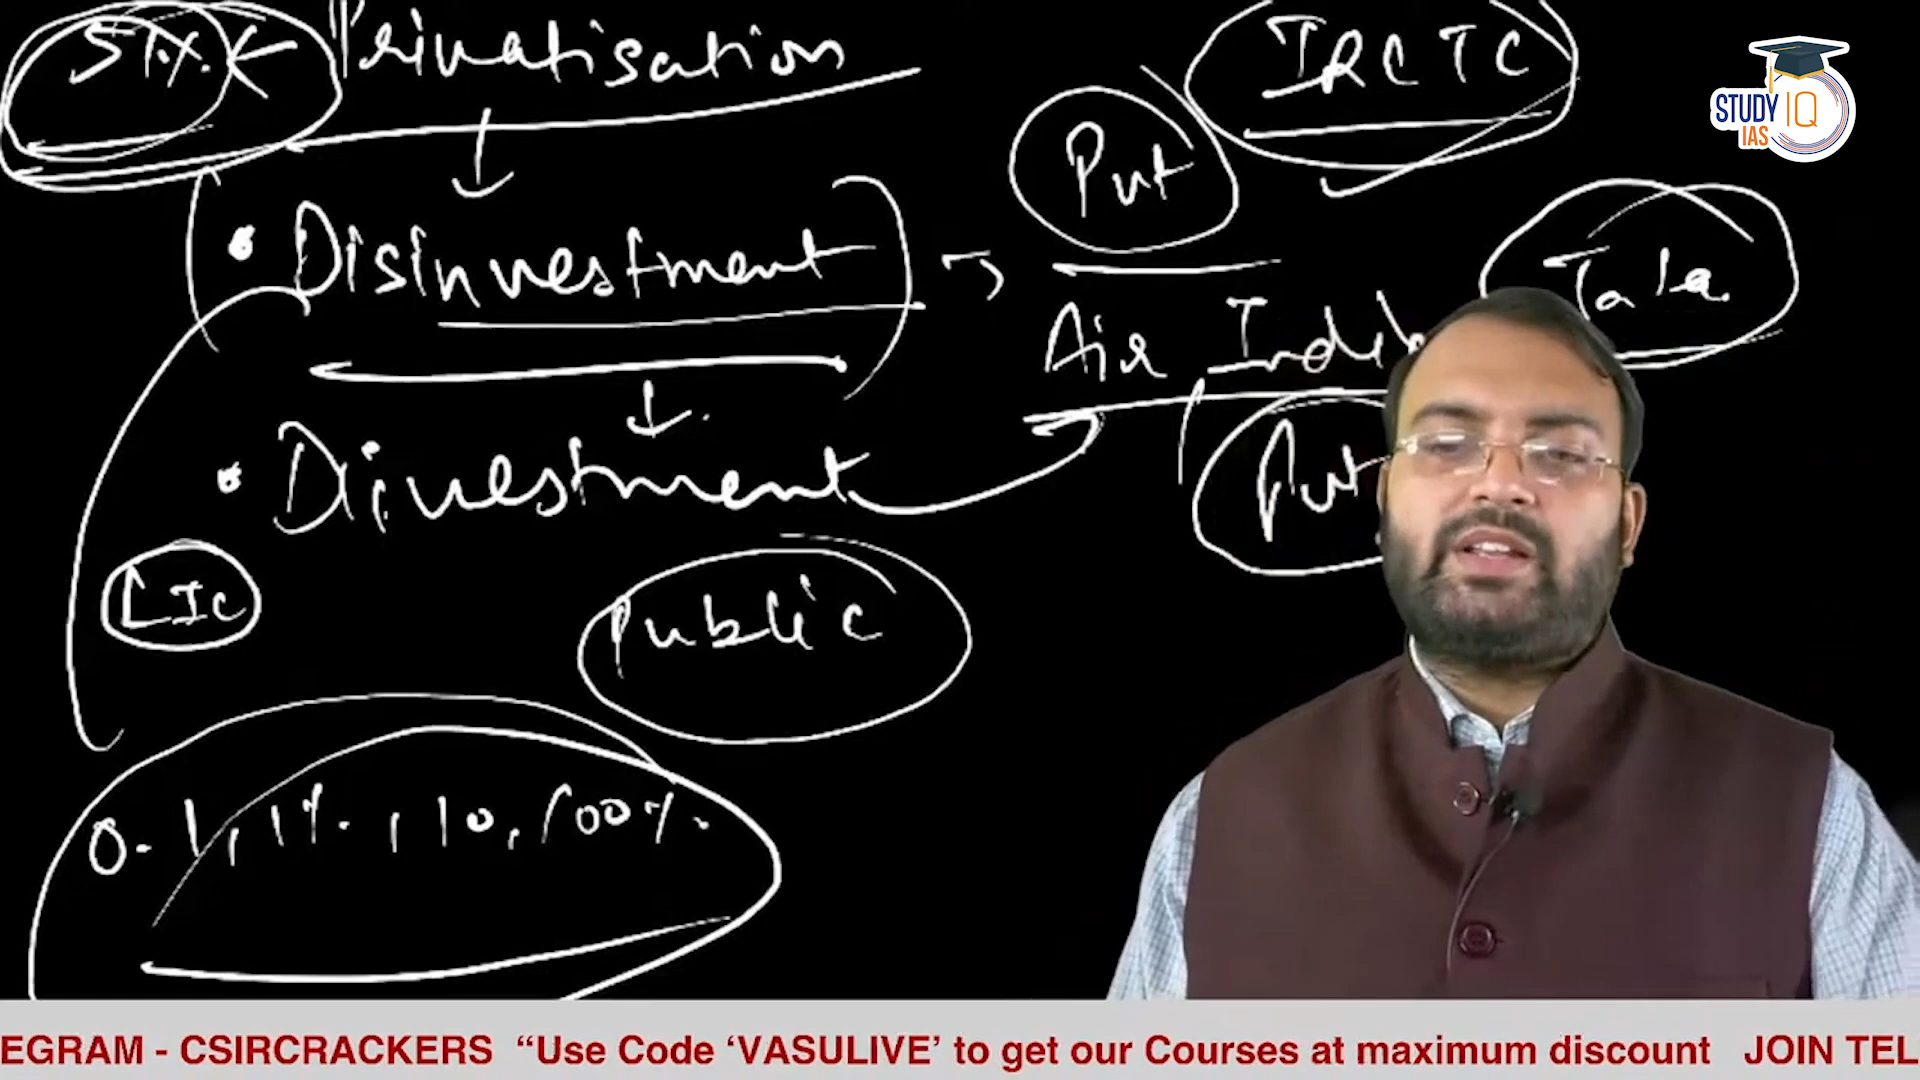 51% Privatisation
IRCTC
STUDY IQ
IAS
Put
Disinvestment
Tata
Air India
Divestment
Put
LIC
Public
0.1, 1%, 10, 100%
EGRAM - CSIRCRACKERS “Use Code ‘VASULIVE’ to get our Courses at maximum discount JOIN TEL